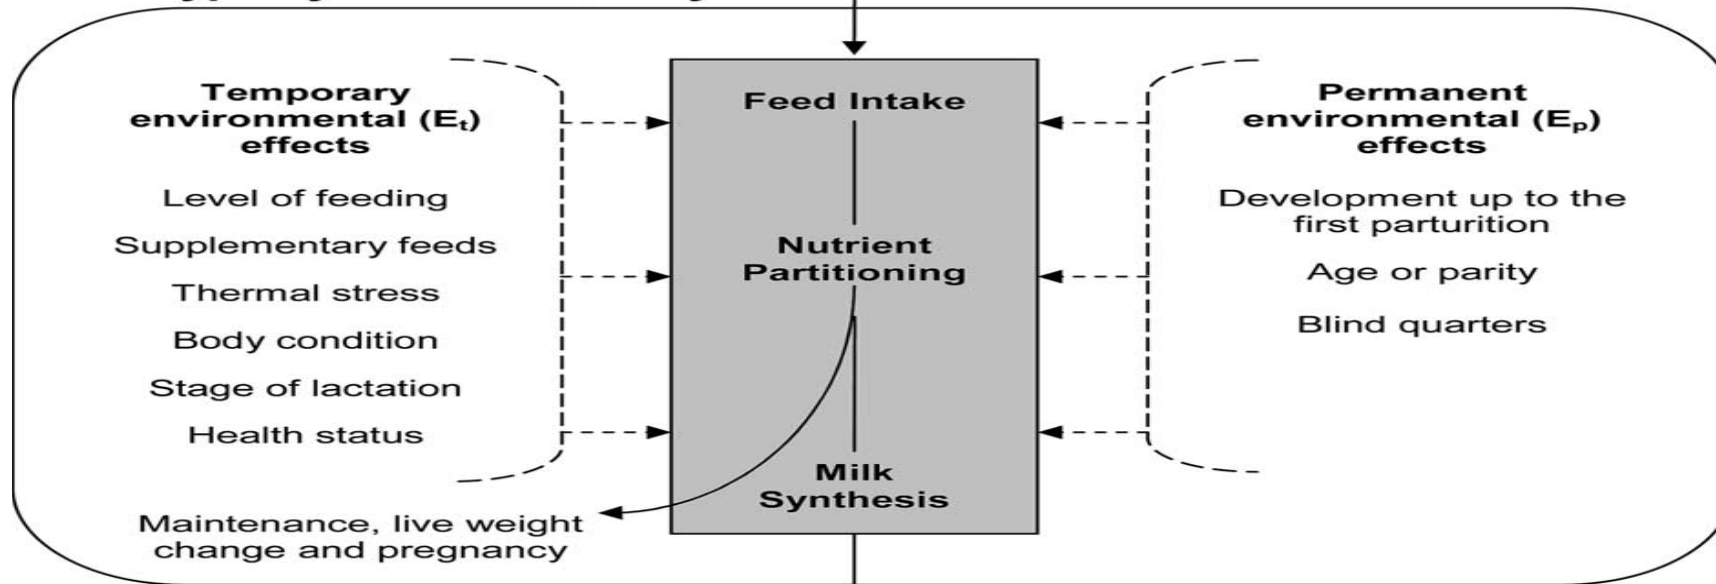 Temporary
environmental (Et)
effects
Level of feeding
Supplementary feeds
Thermal stress
Body condition
Stage of lactation
Health status
Maintenance, live weight
change and pregnancy
Feed Intake
Nutrient
Partitioning
Milk
Synthesis
Permanent
environmental (Ep)
effects
Development up to the
first parturition
Age or parity
Blind quarters